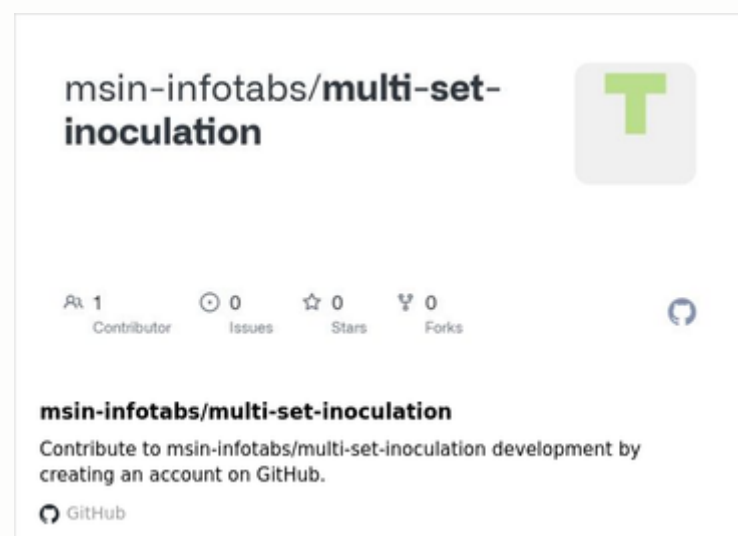 msin-infotabs/multi-set-
inoculation
1
Contributor
0
Issues
0
Stars
0
Forks
msin-infotabs/multi-set-inoculation
Contribute to msin-infotabs/multi-set-inoculation development by
creating an account on GitHub.
GitHub